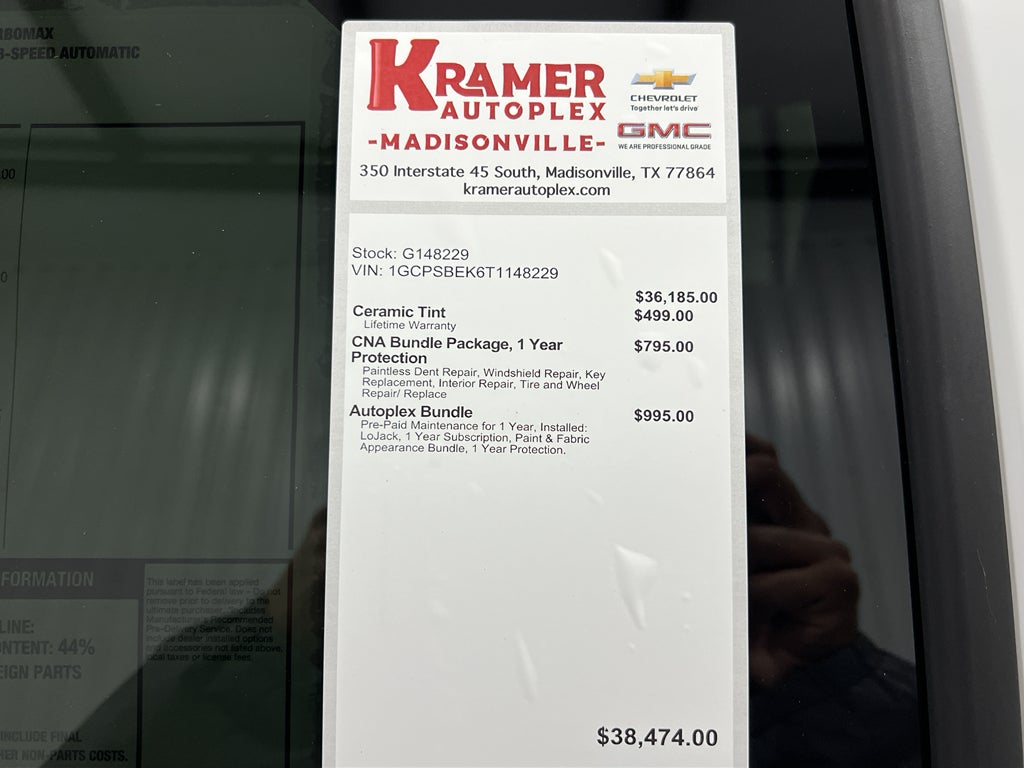 8-SPEED AUTOMATIC
KRAMER
AUTOPLEX
-MADISONVILLE-
CHEVROLET
Together let's drive
GMC
WE ARE PROFESSIONAL GRADE
350 Interstate 45 South, Madisonville, TX 77864
kramerautoplex.com
Stock: G148229
VIN: 1GCPSBEK6T1148229
$36,185.00
Ceramic Tint $499.00
Lifetime Warranty
CNA Bundle Package, 1 Year $795.00
Protection
Paintless Dent Repair, Windshield Repair, Key
Replacement, Interior Repair, Tire and Wheel
Repair/ Replace
Autoplex Bundle $995.00
Pre-Paid Maintenance for 1 Year, Installed:
LoJack, 1 Year Subscription, Paint & Fabric
Appearance Bundle, 1 Year Protection.
$38,474.00
FORMATION
LINE:
ONTENT: 44%
EIGN PARTS
INCLUDE FINAL
HER NON-PARTS COSTS.
This label has been applied
pursuant to Federal law – Do not
remove prior to delivery to the
ultimate purchaser. *Includes
Manufacturer's Recommended
Pre-Delivery Service. Does not
include dealer installed options
and accessories not listed above,
local taxes or license fees.